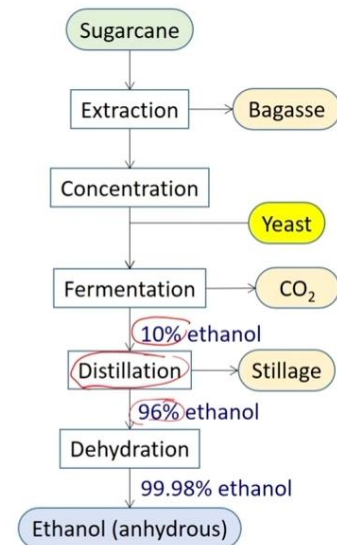 Sugarcane
Extraction
Bagasse
Concentration
Yeast
Fermentation
CO₂
10% ethanol
Distillation
Stillage
96% ethanol
Dehydration
99.98% ethanol
Ethanol (anhydrous)